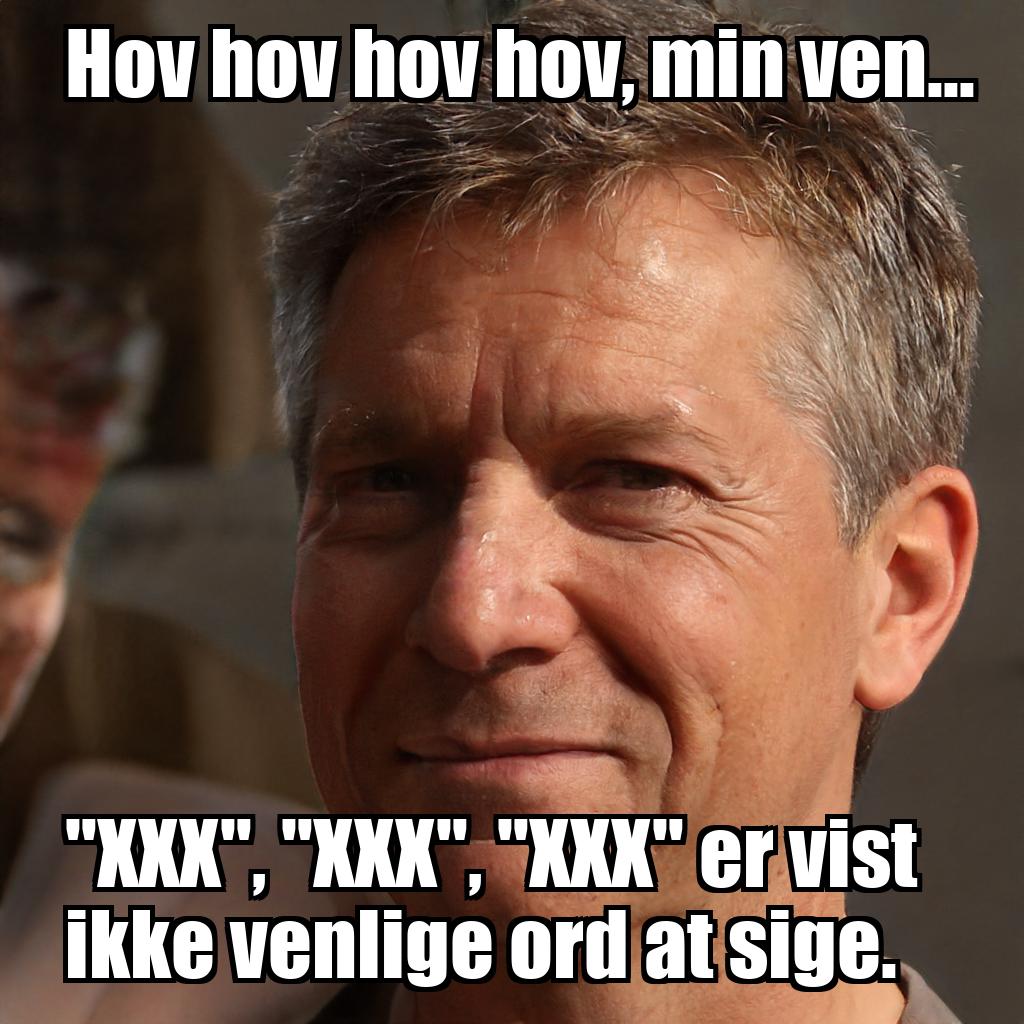 Hov hov hov hov, min ven...
"XXX", "XXX", "XXX" er vist
ikke venlige ord at sige.